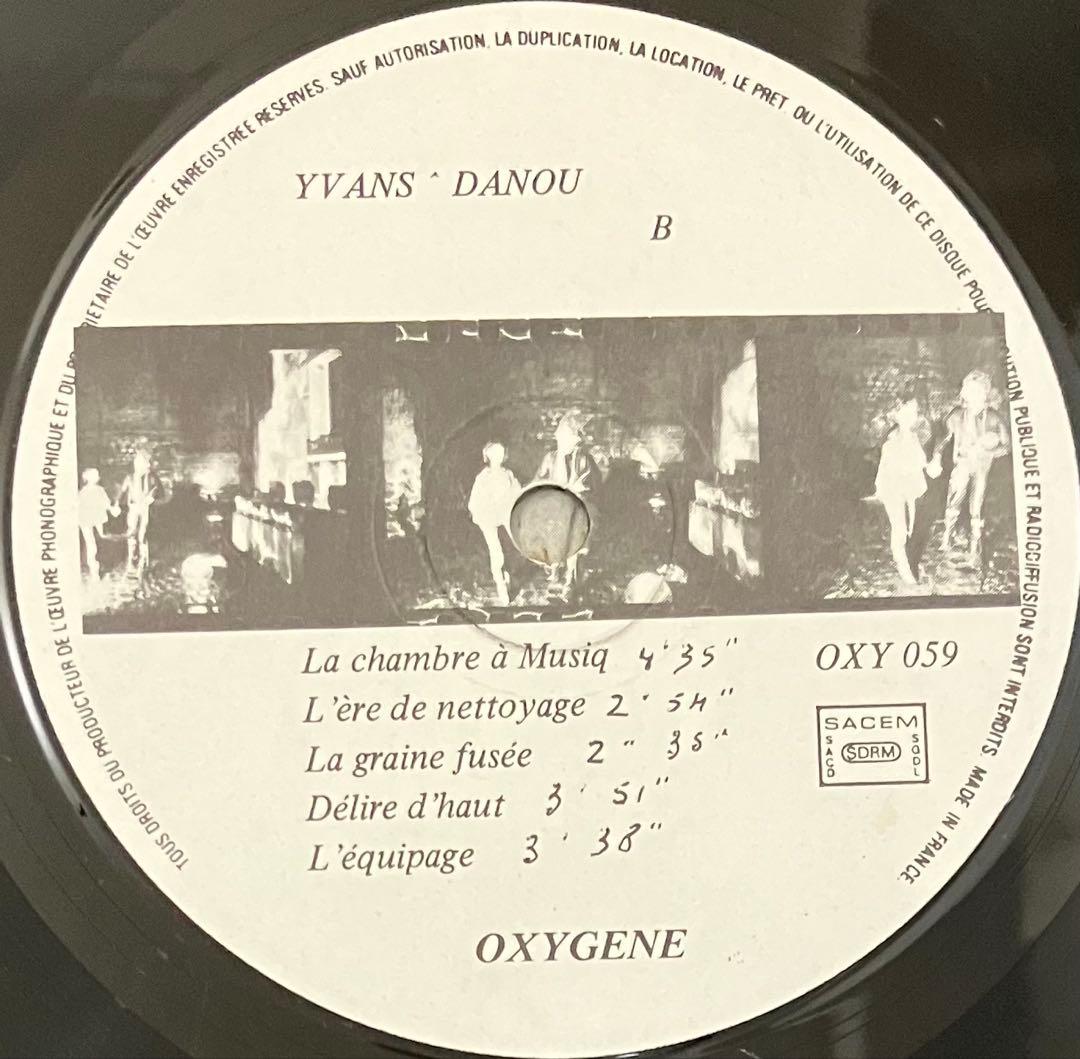 TOUS DROITS DU PRODUCTEUR DE L'ŒUVRE PHONOGRAPHIQUE ET DU PROPRIETAIRE DE L'ŒUVRE ENREGISTREE RESERVES. SAUF AUTORISATION, LA DUPLICATION, LA LOCATION, LE PRET, OU L'UTILISATION DE CE DISQUE POUR UTION PUBLIQUE ET RADIODIFFUSION SONT INTERDITS. MADE IN FRANCE.
YVANS ^ DANOU
B
La chambre à Musiq 4'35"
OXY 059
L'ère de nettoyage 2'54"
La graine fusée 2"35"
Délire d'haut 3'51"
L'équipage 3'38"
SACEM
SACD
SDRM
SGDL
OXYGENE